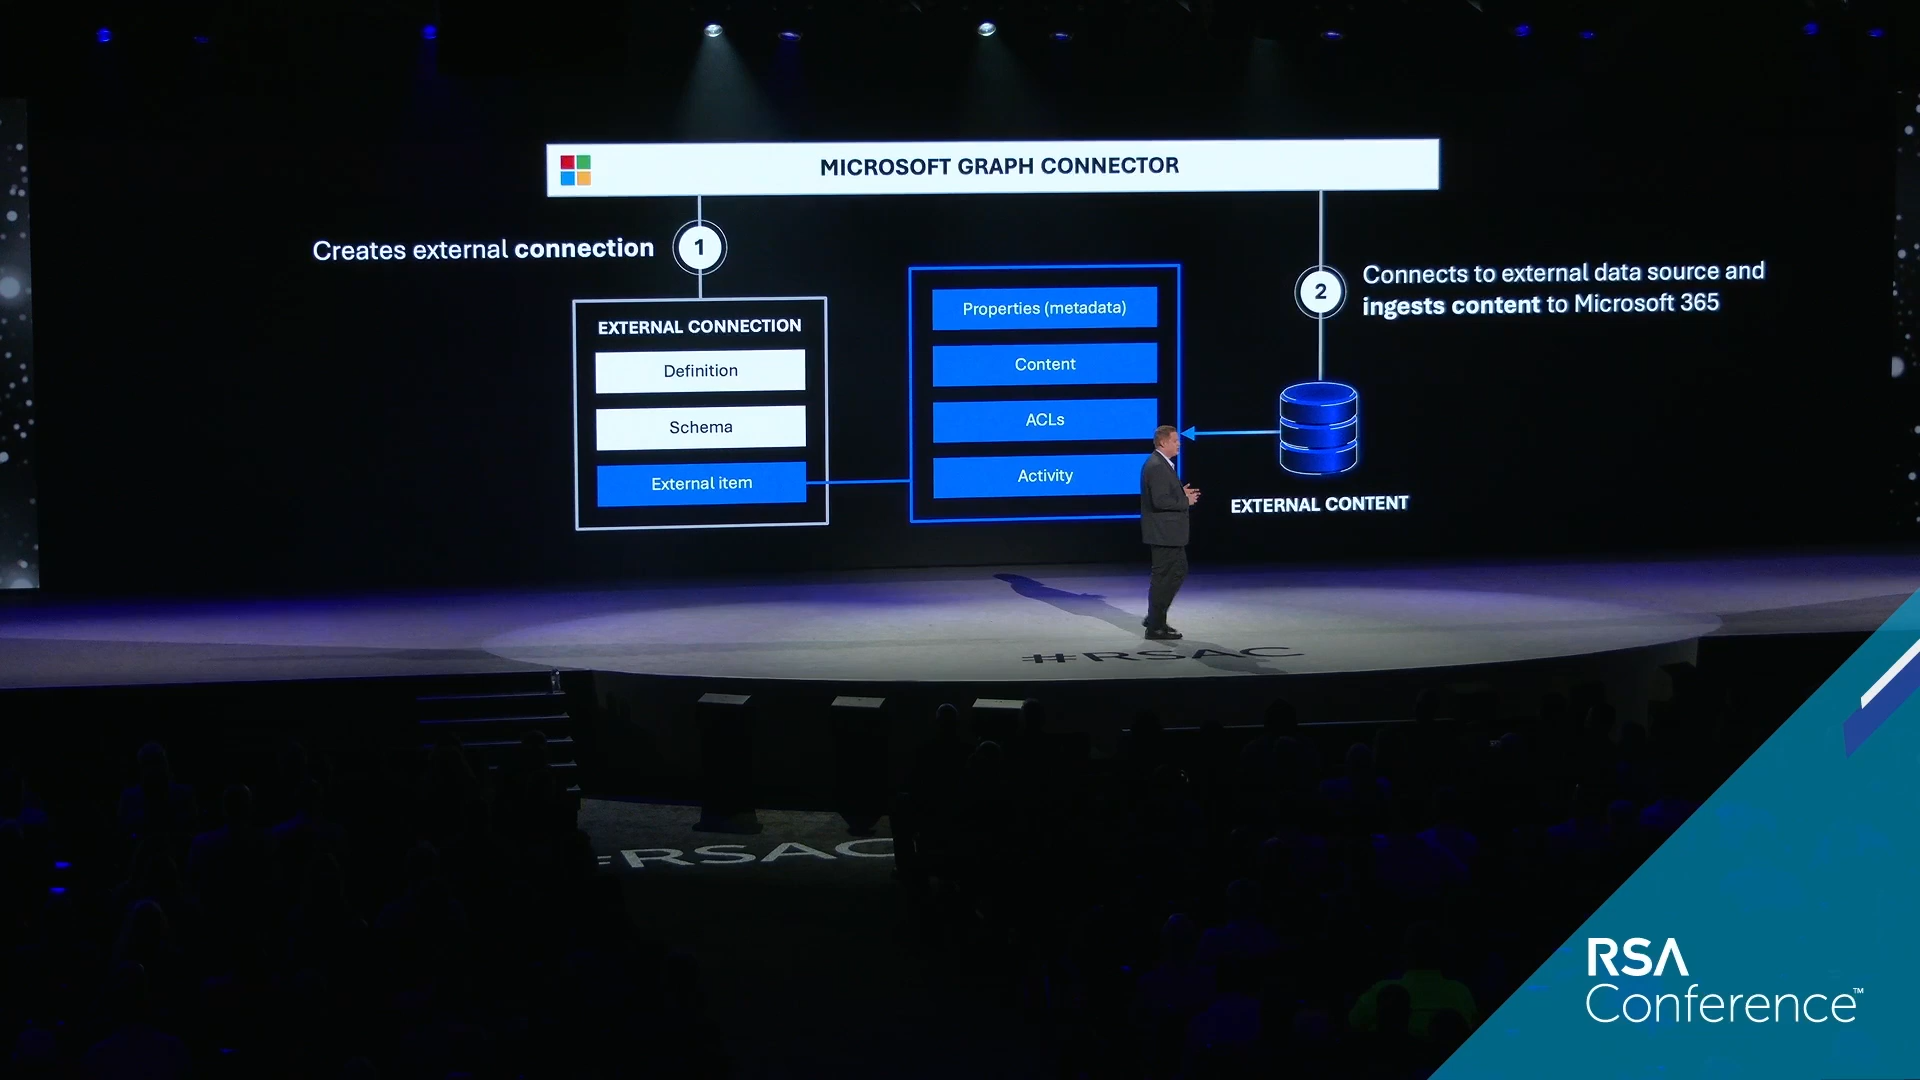 MICROSOFT GRAPH CONNECTOR
Creates external connection
1
2
Connects to external data source and
ingests content to Microsoft 365
EXTERNAL CONNECTION
Definition
Schema
External item
Properties (metadata)
Content
ACLs
Activity
EXTERNAL CONTENT
#RSAC
#RSAC
RSA
Conference™